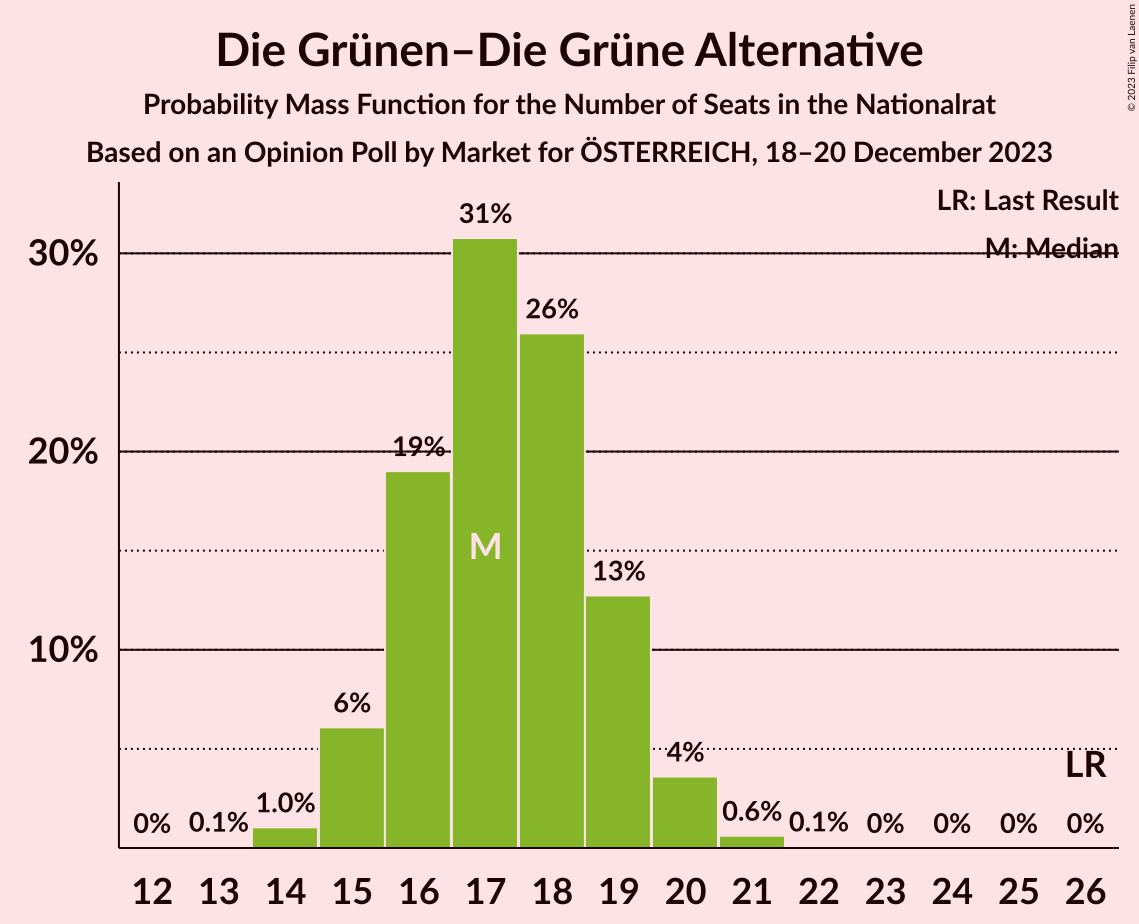 Die Grünen–Die Grüne Alternative
Probability Mass Function for the Number of Seats in the Nationalrat
Based on an Opinion Poll by Market for ÖSTERREICH, 18–20 December 2023
© 2023 Filip van Laenen
LR: Last Result
M: Median
30%
20%
10%
0%
0.1%
1.0%
6%
19%
31%
26%
13%
4%
0.6%
0.1%
0%
0%
0%
0%
M
LR
12 13 14 15 16 17 18 19 20 21 22 23 24 25 26